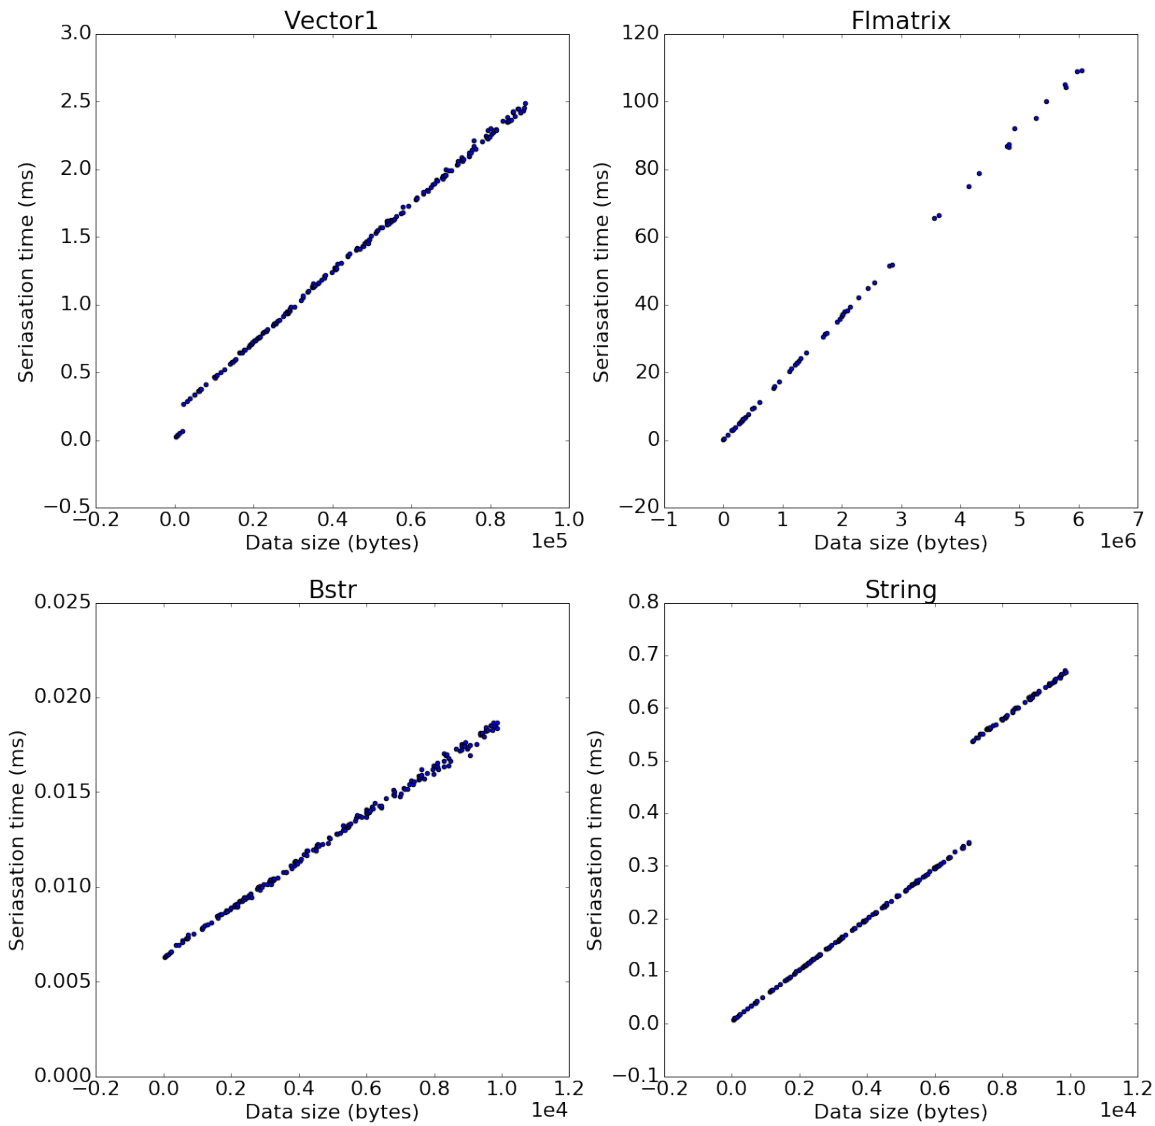 Vector1
Seriasation time (ms)
3.0
2.5
2.0
1.5
1.0
0.5
0.0
−0.5
−0.2 0.0 0.2 0.4 0.6 0.8 1.0
Data size (bytes)
1e5
Flmatrix
Seriasation time (ms)
120
100
80
60
40
20
0
−20
−1 0 1 2 3 4 5 6 7
Data size (bytes)
1e6
Bstr
Seriasation time (ms)
0.025
0.020
0.015
0.010
0.005
0.000
−0.2 0.0 0.2 0.4 0.6 0.8 1.0 1.2
Data size (bytes)
1e4
String
Seriasation time (ms)
0.8
0.7
0.6
0.5
0.4
0.3
0.2
0.1
0.0
−0.1
−0.2 0.0 0.2 0.4 0.6 0.8 1.0 1.2
Data size (bytes)
1e4